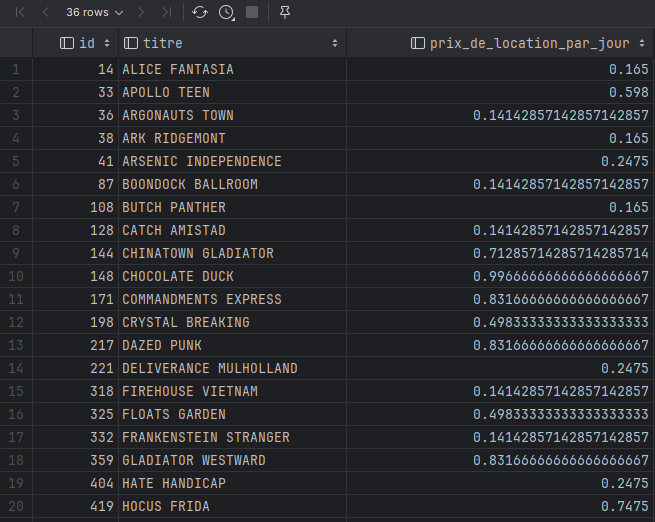 36 rows
id titre prix_de_location_par_jour
1 14 ALICE FANTASIA 0.165
2 33 APOLLO TEEN 0.598
3 36 ARGONAUTS TOWN 0.14142857142857142857
4 38 ARK RIDGEMONT 0.165
5 41 ARSENIC INDEPENDENCE 0.2475
6 87 BOONDOCK BALLROOM 0.14142857142857142857
7 108 BUTCH PANTHER 0.165
8 128 CATCH AMISTAD 0.14142857142857142857
9 144 CHINATOWN GLADIATOR 0.71285714285714285714
10 148 CHOCOLATE DUCK 0.99666666666666666667
11 171 COMMANDMENTS EXPRESS 0.83166666666666666667
12 198 CRYSTAL BREAKING 0.49833333333333333333
13 217 DAZED PUNK 0.83166666666666666667
14 221 DELIVERANCE MULHOLLAND 0.2475
15 318 FIREHOUSE VIETNAM 0.14142857142857142857
16 325 FLOATS GARDEN 0.49833333333333333333
17 332 FRANKENSTEIN STRANGER 0.14142857142857142857
18 359 GLADIATOR WESTWARD 0.83166666666666666667
19 404 HATE HANDICAP 0.2475
20 419 HOCUS FRIDA 0.7475